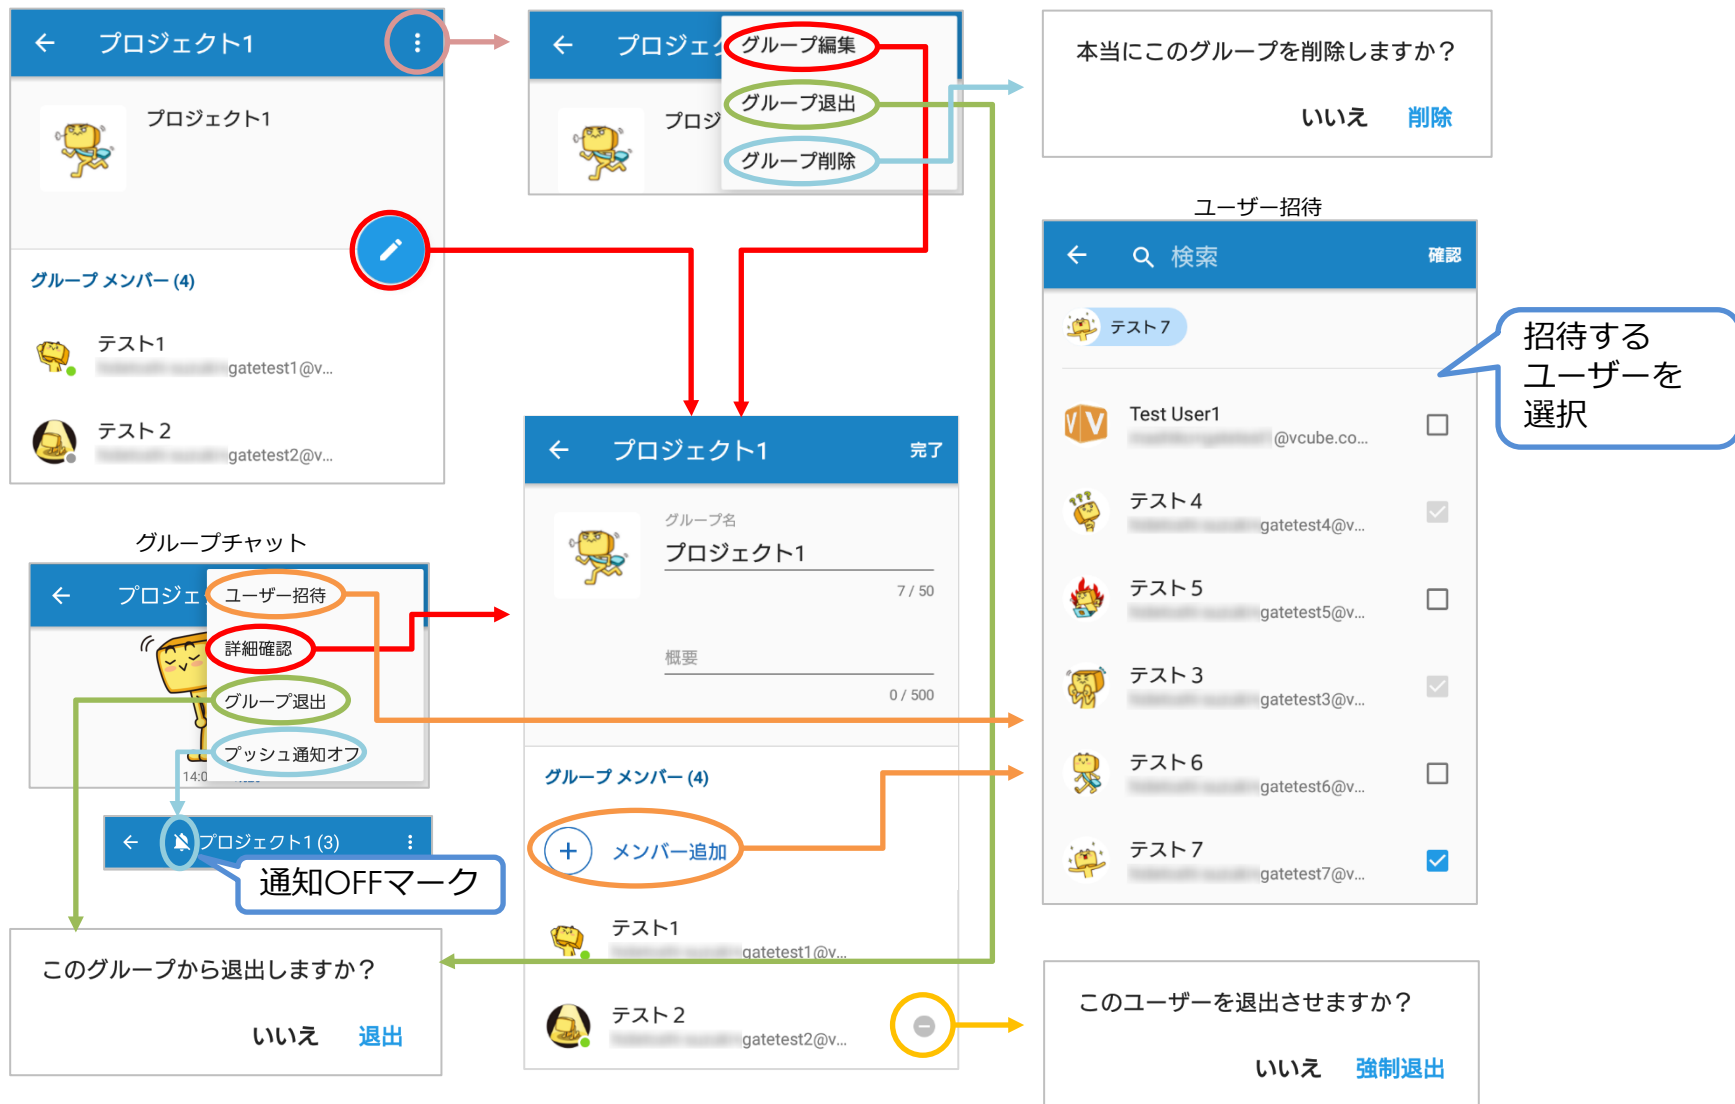 プロジェクト1
プロジェクト1
グループ メンバー (4)
テスト1
gatetest1@v...
テスト２
gatetest2@v...
プロジェ
グループ編集
グループ退出
グループ削除
プロジ
本当にこのグループを削除しますか？
いいえ 削除
ユーザー招待
検索 確認
テスト７
Test User1
@vcube.co...
テスト４
gatetest4@v...
テスト５
gatetest5@v...
テスト３
gatetest3@v...
テスト６
gatetest6@v...
テスト７
gatetest7@v...
招待する
ユーザーを
選択
グループチャット
プロジェ
ユーザー招待
詳細確認
グループ退出
プッシュ通知オフ
14:0
プロジェクト1 (3)
通知OFFマーク
このグループから退出しますか？
いいえ 退出
プロジェクト1 完了
グループ名
プロジェクト1
7 / 50
概要
0 / 500
グループ メンバー (4)
メンバー追加
テスト1
gatetest1@v...
テスト２
gatetest2@v...
このユーザーを退出させますか？
いいえ 強制退出